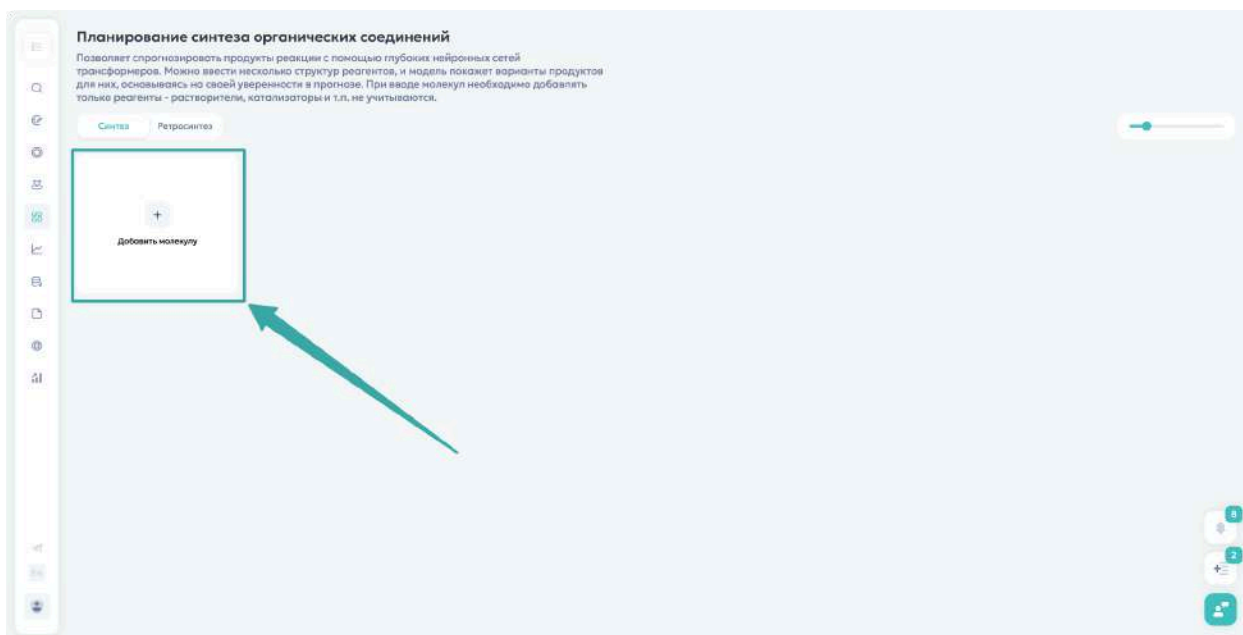 Планирование синтеза органических соединений
Позволяет спрогнозировать продукты реакции с помощью глубоких нейронных сетей
трансформеров. Можно ввести несколько структур реагентов, и модель покажет варианты продуктов
для них, основываясь на своей уверенности в прогнозе. При вводе молекул необходимо добавлять
только реагенты - растворители, катализаторы и т.п. не учитываются.
Синтез Ретросинтез
+
Добавить молекулу
8
2